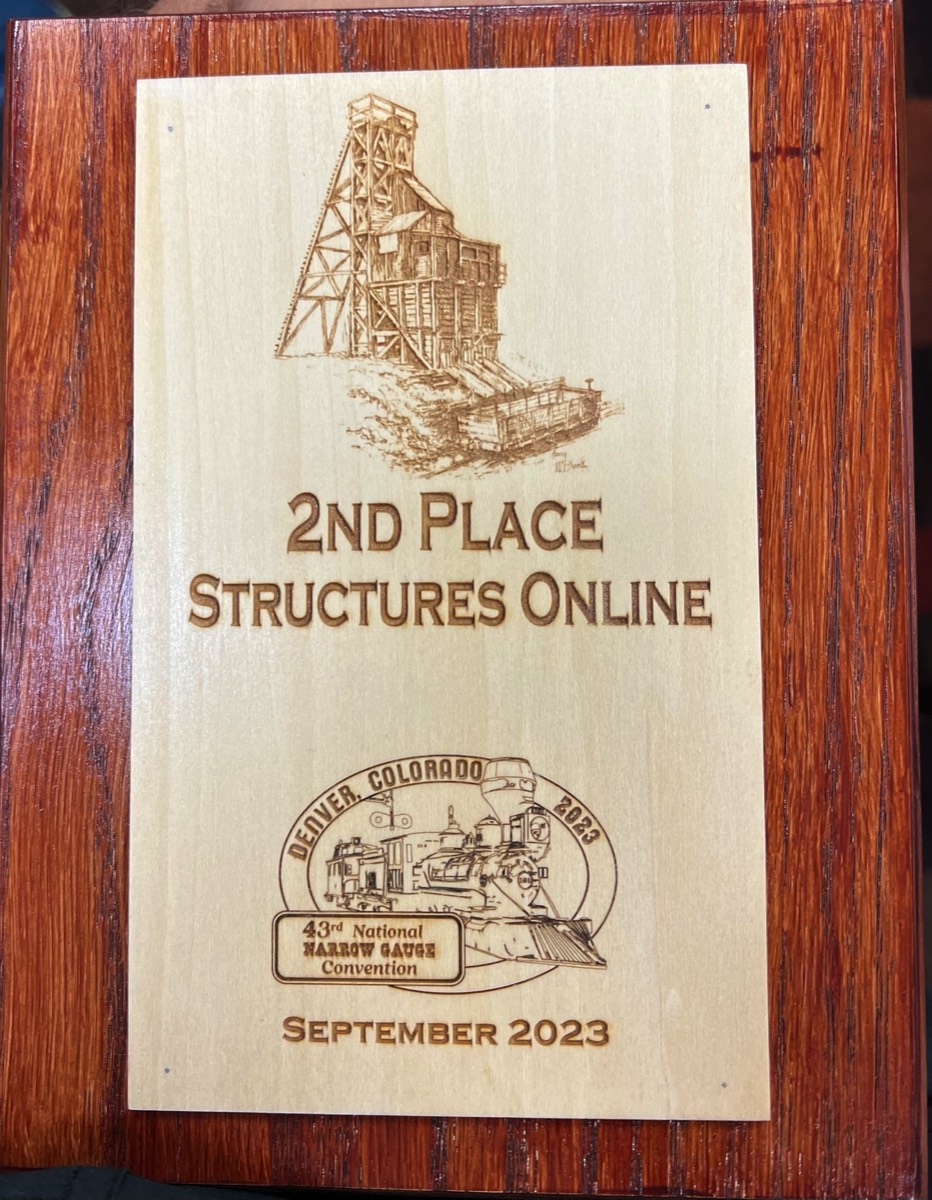 2ND PLACE
STRUCTURES ONLINE
DENVER, COLORADO 2023
43rd National
NARROW GAUGE
Convention
SEPTEMBER 2023